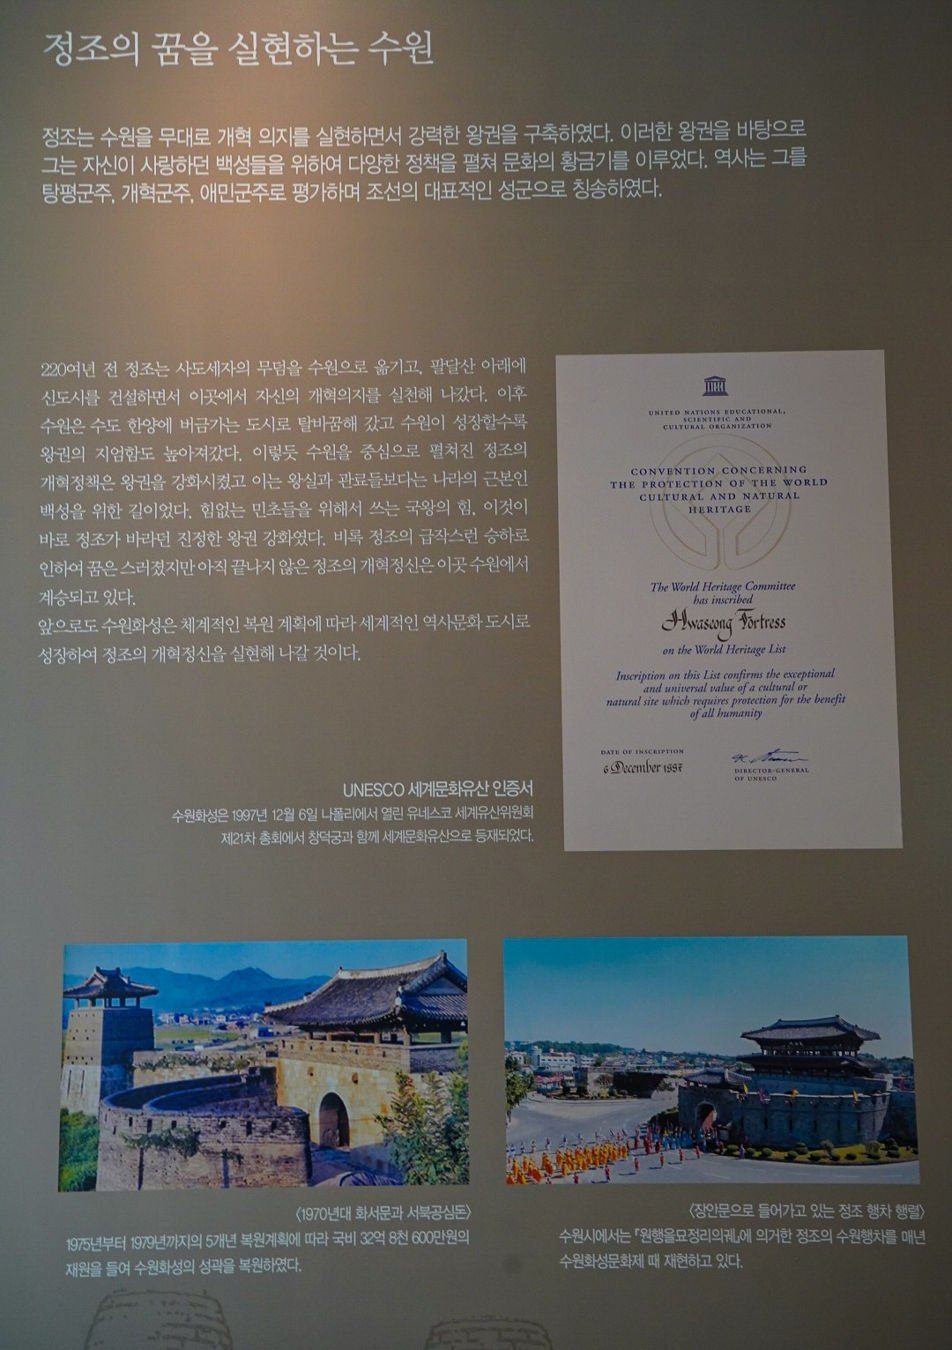 정조의 꿈을 실현하는 수원
정조는 수원을 무대로 개혁 의지를 실현하면서 강력한 왕권을 구축하였다. 이러한 왕권을 바탕으로
그는 자신이 사랑하던 백성들을 위하여 다양한 정책을 펼쳐 문화의 황금기를 이루었다. 역사는 그를
탕평군주, 개혁군주, 애민군주로 평가하며 조선의 대표적인 성군으로 칭송하였다.
220여년 전 정조는 사도세자의 무덤을 수원으로 옮기고, 팔달산 아래에
신도시를 건설하면서 이곳에서 자신의 개혁의지를 실천해 나갔다. 이후
수원은 수도 한양에 버금가는 도시로 탈바꿈해 갔고 수원이 성장할수록
왕권의 지엄함도 높아져갔다. 이렇듯 수원을 중심으로 펼쳐진 정조의
개혁정책은 왕권을 강화시켰고 이는 왕실과 관료들보다는 나라의 근본인
백성을 위한 길이었다. 힘없는 민초들을 위해서 쓰는 국왕의 힘, 이것이
바로 정조가 바라던 진정한 왕권 강화였다. 비록 정조의 급작스런 승하로
인하여 꿈은 스러졌지만 아직 끝나지 않은 정조의 개혁정신은 이곳 수원에서
계승되고 있다.
앞으로도 수원화성은 체계적인 복원 계획에 따라 세계적인 역사문화 도시로
성장하여 정조의 개혁정신을 실현해 나갈 것이다.
UNITED NATIONS EDUCATIONAL,
SCIENTIFIC AND
CULTURAL ORGANIZATION
CONVENTION CONCERNING
THE PROTECTION OF THE WORLD
CULTURAL AND NATURAL
HERITAGE
The World Heritage Committee
has inscribed
Hwaseong Fortress
on the World Heritage List
Inscription on this List confirms the exceptional
and universal value of a cultural or
natural site which requires protection for the benefit
of all humanity
DATE OF INSCRIPTION
6 December 1997
DIRECTOR-GENERAL
OF UNESCO
UNESCO 세계문화유산 인증서
수원화성은 1997년 12월 6일 나폴리에서 열린 유네스코 세계유산위원회
제21차 총회에서 창덕궁과 함께 세계문화유산으로 등재되었다.
〈1970년대 화서문과 서북공심돈〉
1975년부터 1979년까지의 5개년 복원계획에 따라 국비 32억 8천 600만원의
재원을 들여 수원화성의 성곽을 복원하였다.
〈장안문으로 들어가고 있는 정조 행차 행렬〉
수원시에서는 『원행을묘정리의궤』에 의거한 정조의 수원행차를 매년
수원화성문화제 때 재현하고 있다.